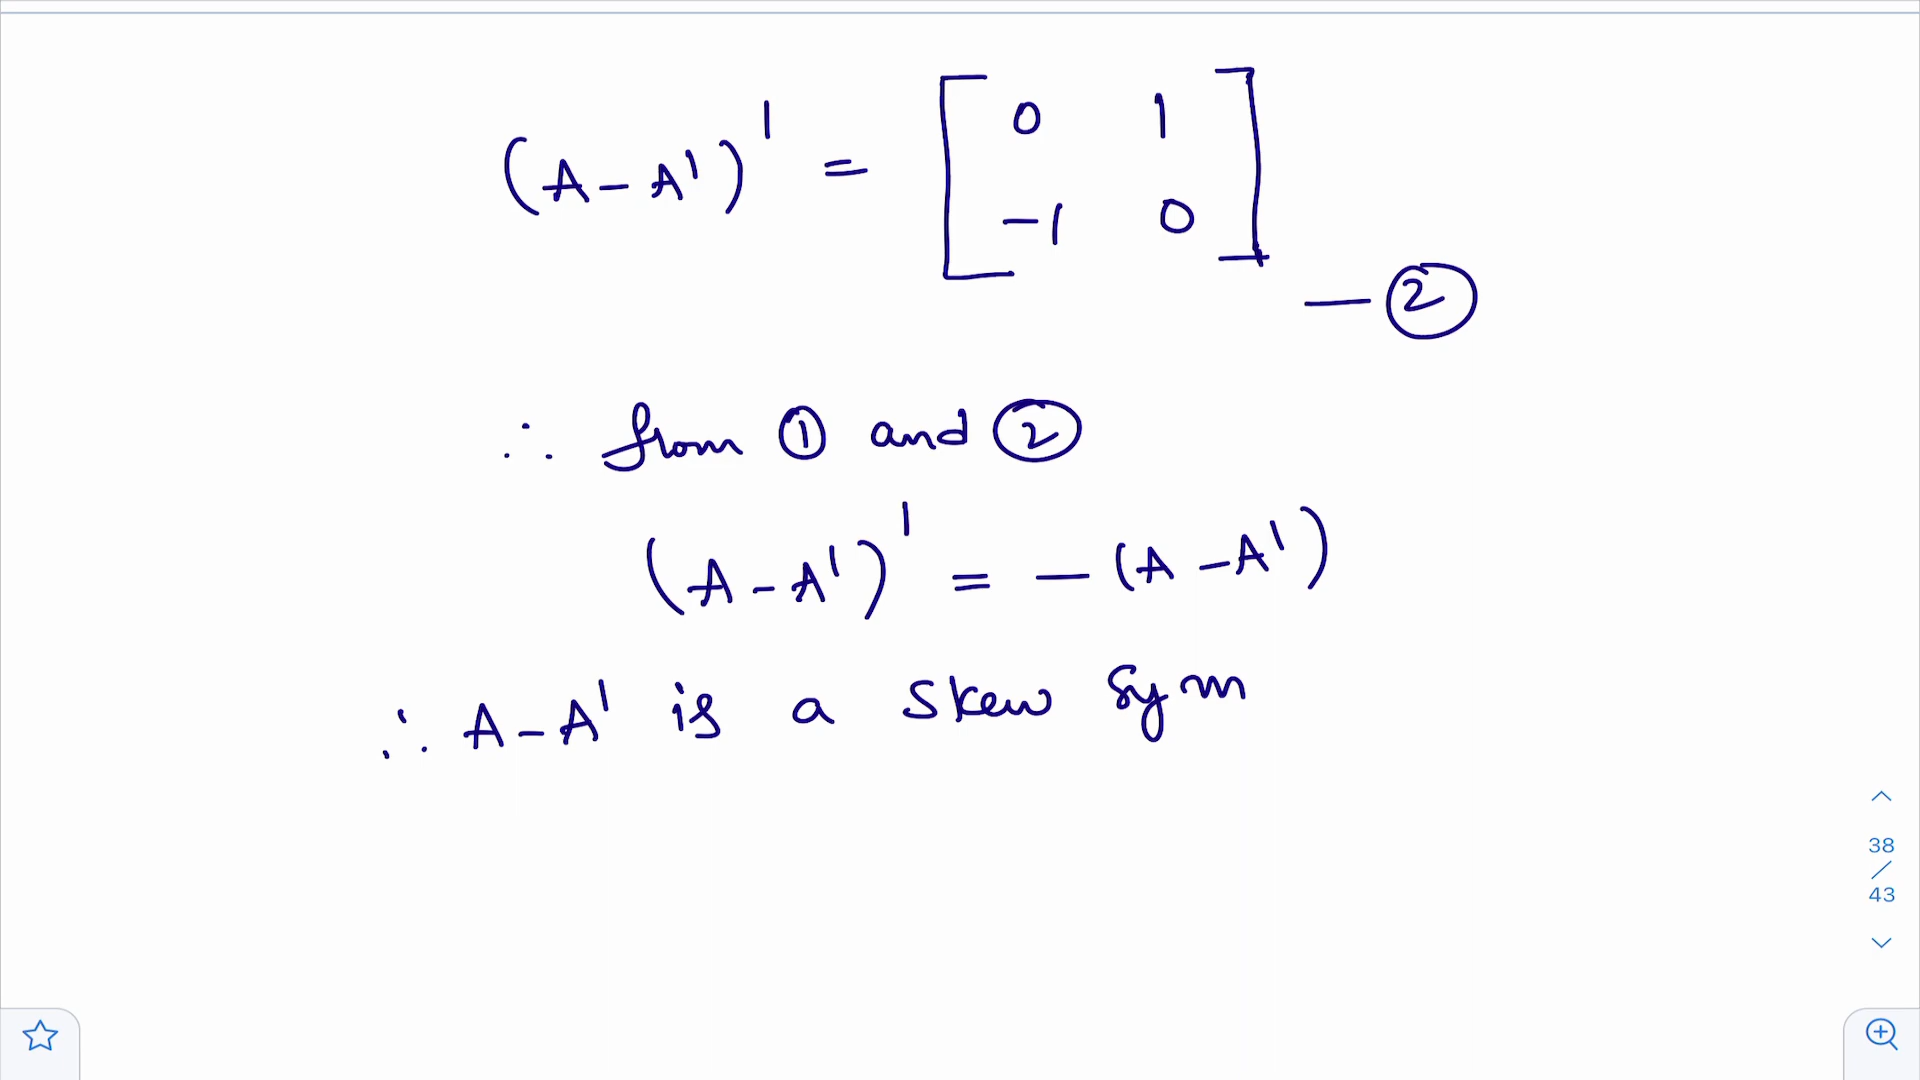 (A - A')' = [ 0 1
-1 0 ]
— ②
∴ from ① and ②
(A - A')' = - (A - A')
∴ A - A' is a skew sym
38
/
43